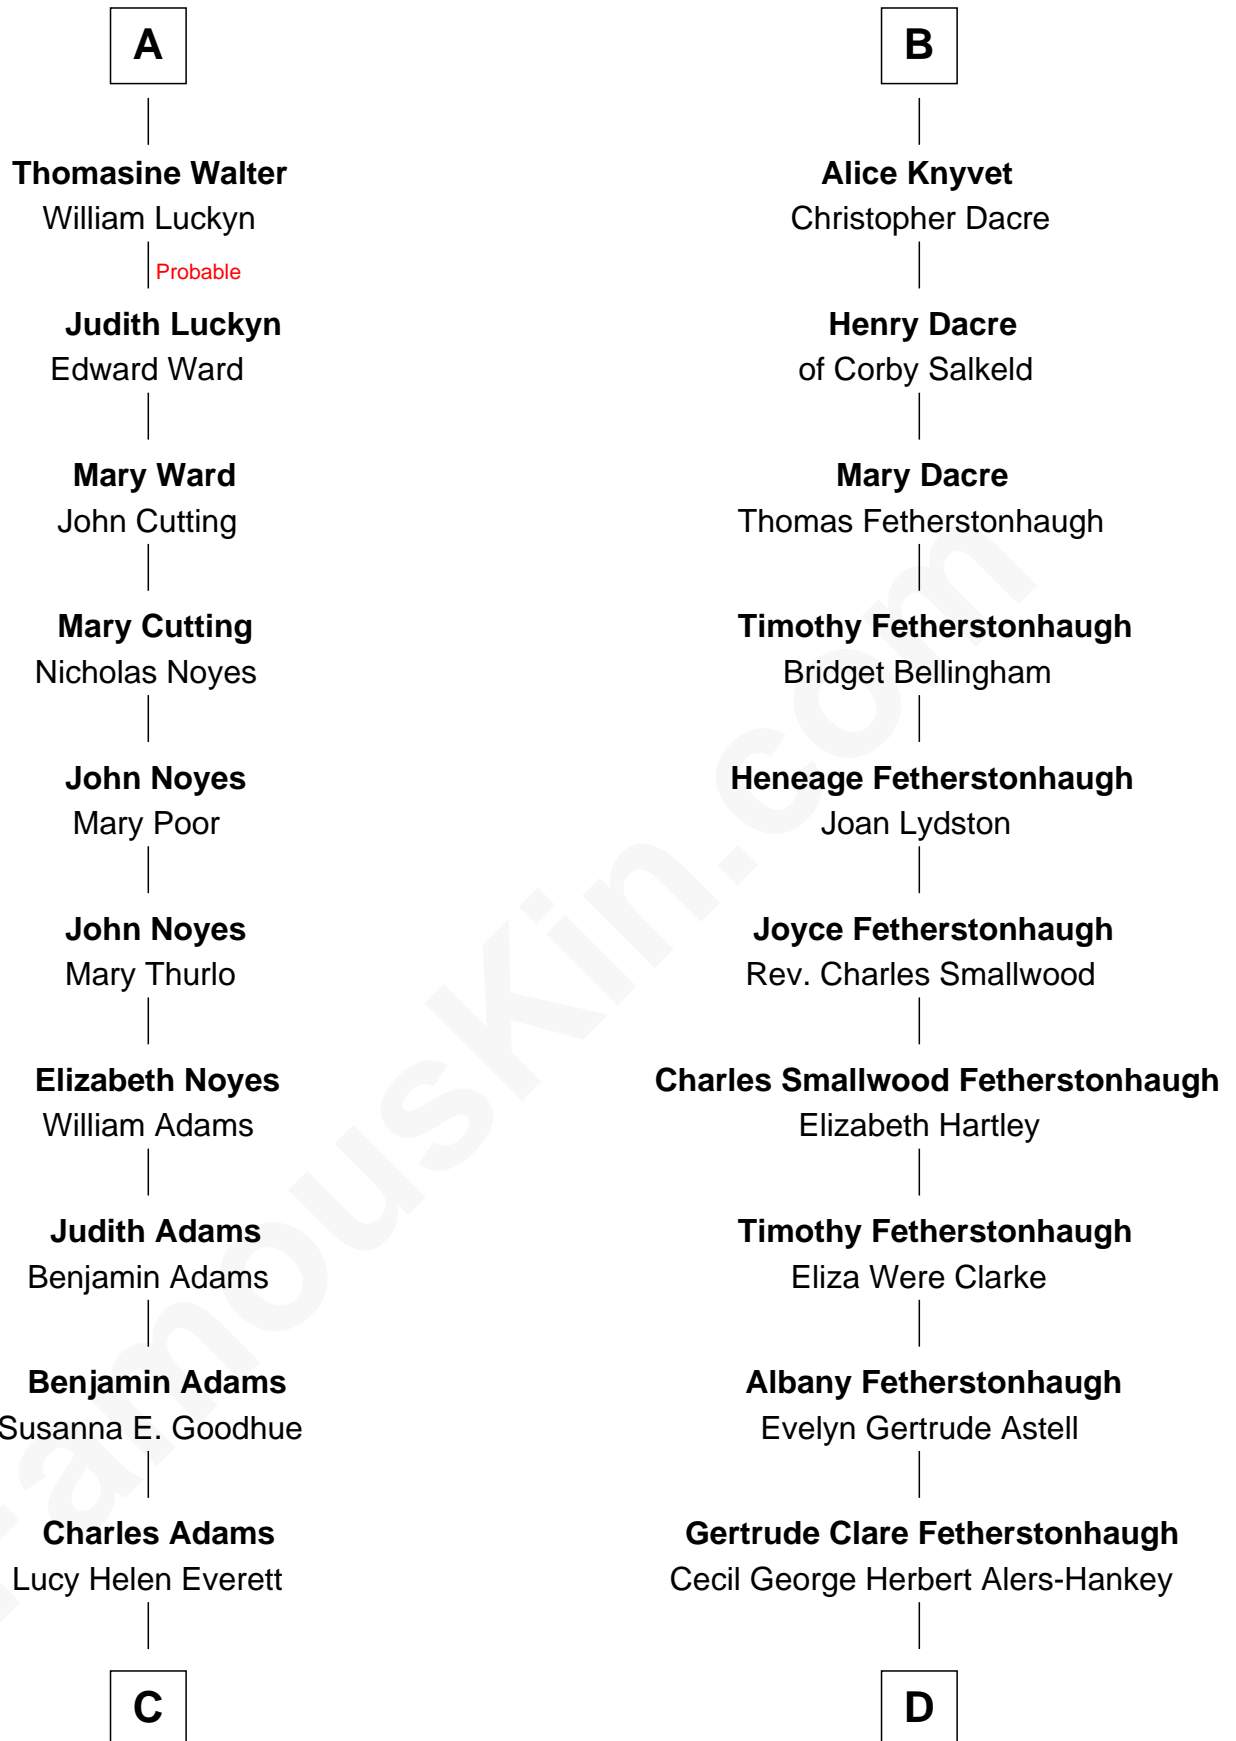 A
Thomasine Walter
William Luckyn
Probable
Judith Luckyn
Edward Ward
Mary Ward
John Cutting
Mary Cutting
Nicholas Noyes
John Noyes
Mary Poor
John Noyes
Mary Thurlo
Elizabeth Noyes
William Adams
Judith Adams
Benjamin Adams
Benjamin Adams
Susanna E. Goodhue
Charles Adams
Lucy Helen Everett
C
B
Alice Knyvet
Christopher Dacre
Henry Dacre
of Corby Salkeld
Mary Dacre
Thomas Fetherstonhaugh
Timothy Fetherstonhaugh
Bridget Bellingham
Heneage Fetherstonhaugh
Joan Lydston
Joyce Fetherstonhaugh
Rev. Charles Smallwood
Charles Smallwood Fetherstonhaugh
Elizabeth Hartley
Timothy Fetherstonhaugh
Eliza Were Clarke
Albany Fetherstonhaugh
Evelyn Gertrude Astell
Gertrude Clare Fetherstonhaugh
Cecil George Herbert Alers-Hankey
D
FamousKin.com